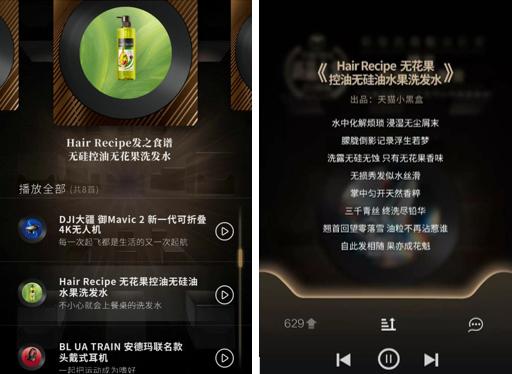 Hair Recipe发之食谱
无硅控油无花果洗发水
播放全部 (共8首)
DJI大疆 御Mavic 2 新一代可折叠
4K无人机
每一次起飞都是生活的又一次起航
Hair Recipe 无花果控油无硅油
水果洗发水
不小心就会上餐桌的洗发水
BL UA TRAIN 安德玛联名款
头戴式耳机
一起把运动成为嗜好
《Hair Recipe 无花果
控油无硅油水果洗发水》
出品：天猫小黑盒
水中化解烦琐 浸湿无尘屑末
朦胧倒影记录浮生若梦
洗露无硅无蚀 只有无花果香味
无损秀发似水丝滑
掌中匀开天然香粹
三千青丝 终洗尽铅华
翘首回望零落雪 油粒不再沾惹谁
自此发相随 果亦成花魁
629